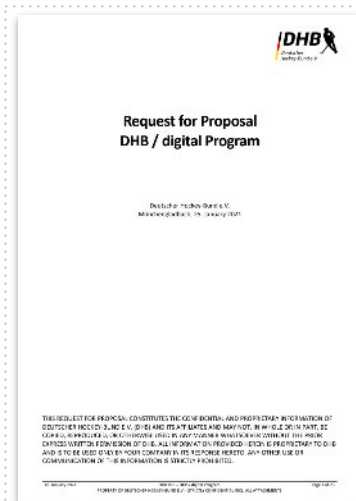 DHB
Deutscher
Hockey-Bund e.V.
Request for Proposal
DHB / digital Program
Deutscher Hockey-Bund e.V.
Mönchengladbach, 29. January 2021
THIS REQUEST FOR PROPOSAL CONSTITUTES THE CONFIDENTIAL AND PROPRIETARY INFORMATION OF
DEUTSCHER HOCKEY-BUND E.V. (DHB) AND ITS AFFILIATES AND MAY NOT, IN WHOLE OR IN PART, BE
COPIED, REPRODUCED, OR OTHERWISE USED IN ANY MANNER WHATSOEVER WITHOUT THE PRIOR
EXPRESS WRITTEN PERMISSION OF DHB. ALL INFORMATION PROVIDED HEREIN IS PROPRIETARY TO DHB
AND IS TO BE USED ONLY BY YOUR COMPANY IN ITS RESPONSE HERETO. ANY OTHER USE OR
COMMUNICATION OF THIS INFORMATION IS STRICTLY PROHIBITED.